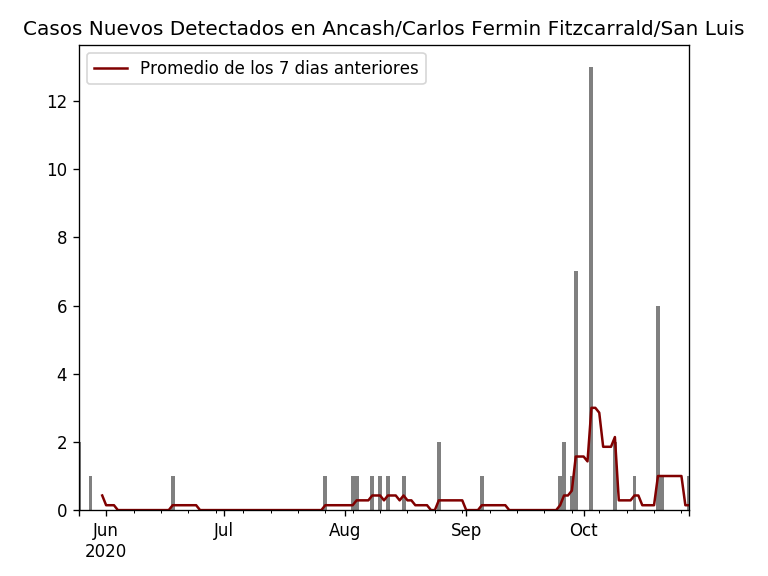 Casos Nuevos Detectados en Ancash/Carlos Fermin Fitzcarrald/San Luis
Promedio de los 7 dias anteriores
12
10
8
6
4
2
0
Jun Jul Aug Sep Oct
2020